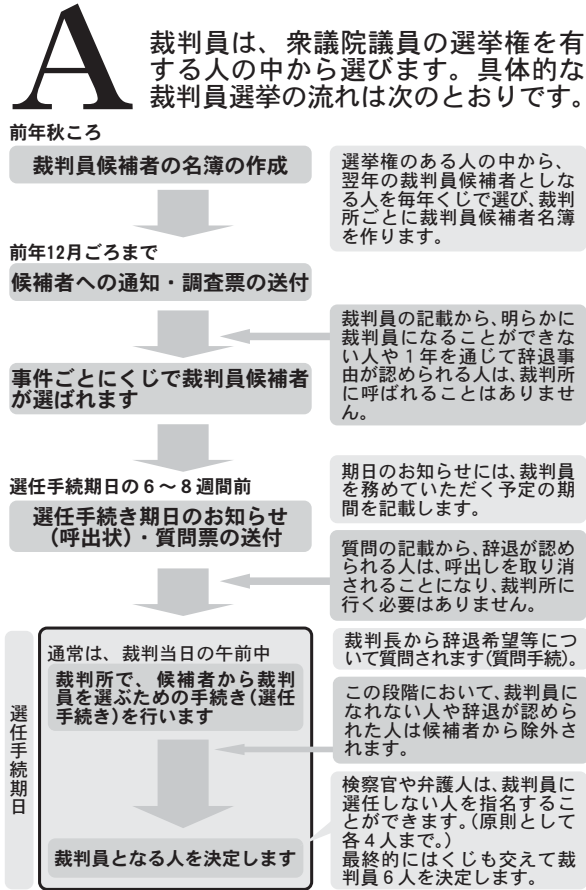 A
裁判員は、衆議院議員の選挙権を有
する人の中から選びます。具体的な
裁判員選挙の流れは次のとおりです。
前年秋ころ
裁判員候補者の名簿の作成
選挙権のある人の中から、
翌年の裁判員候補者としな
る人を毎年くじで選び、裁判
所ごとに裁判員候補者名簿
を作ります。
前年12月ごろまで
候補者への通知・調査票の送付
裁判員の記載から、明らかに
裁判員になることができな
い人や1年を通じて辞退事
由が認められる人は、裁判所
に呼ばれることはありませ
ん。
事件ごとにくじで裁判員候補者
が選ばれます
選任手続期日の6～8週間前
選任手続き期日のお知らせ
(呼出状)・質問票の送付
期日のお知らせには、裁判員
を務めていただく予定の期
間を記載します。
質問の記載から、辞退が認め
られる人は、呼出しを取り消
されることになり、裁判所に
行く必要はありません。
選任手続期日
通常は、裁判当日の午前中
裁判所で、候補者から裁判
員を選ぶための手続き(選任
手続き)を行います
裁判長から辞退希望等につ
いて質問されます(質問手続)。
この段階において、裁判員に
なれない人や辞退が認めら
れた人は候補者から除外さ
れます。
裁判員となる人を決定します
検察官や弁護人は、裁判員に
選任しない人を指名するこ
とができます。(原則として
各4人まで。)
最終的にはくじも交えて裁
判員6人を決定します。